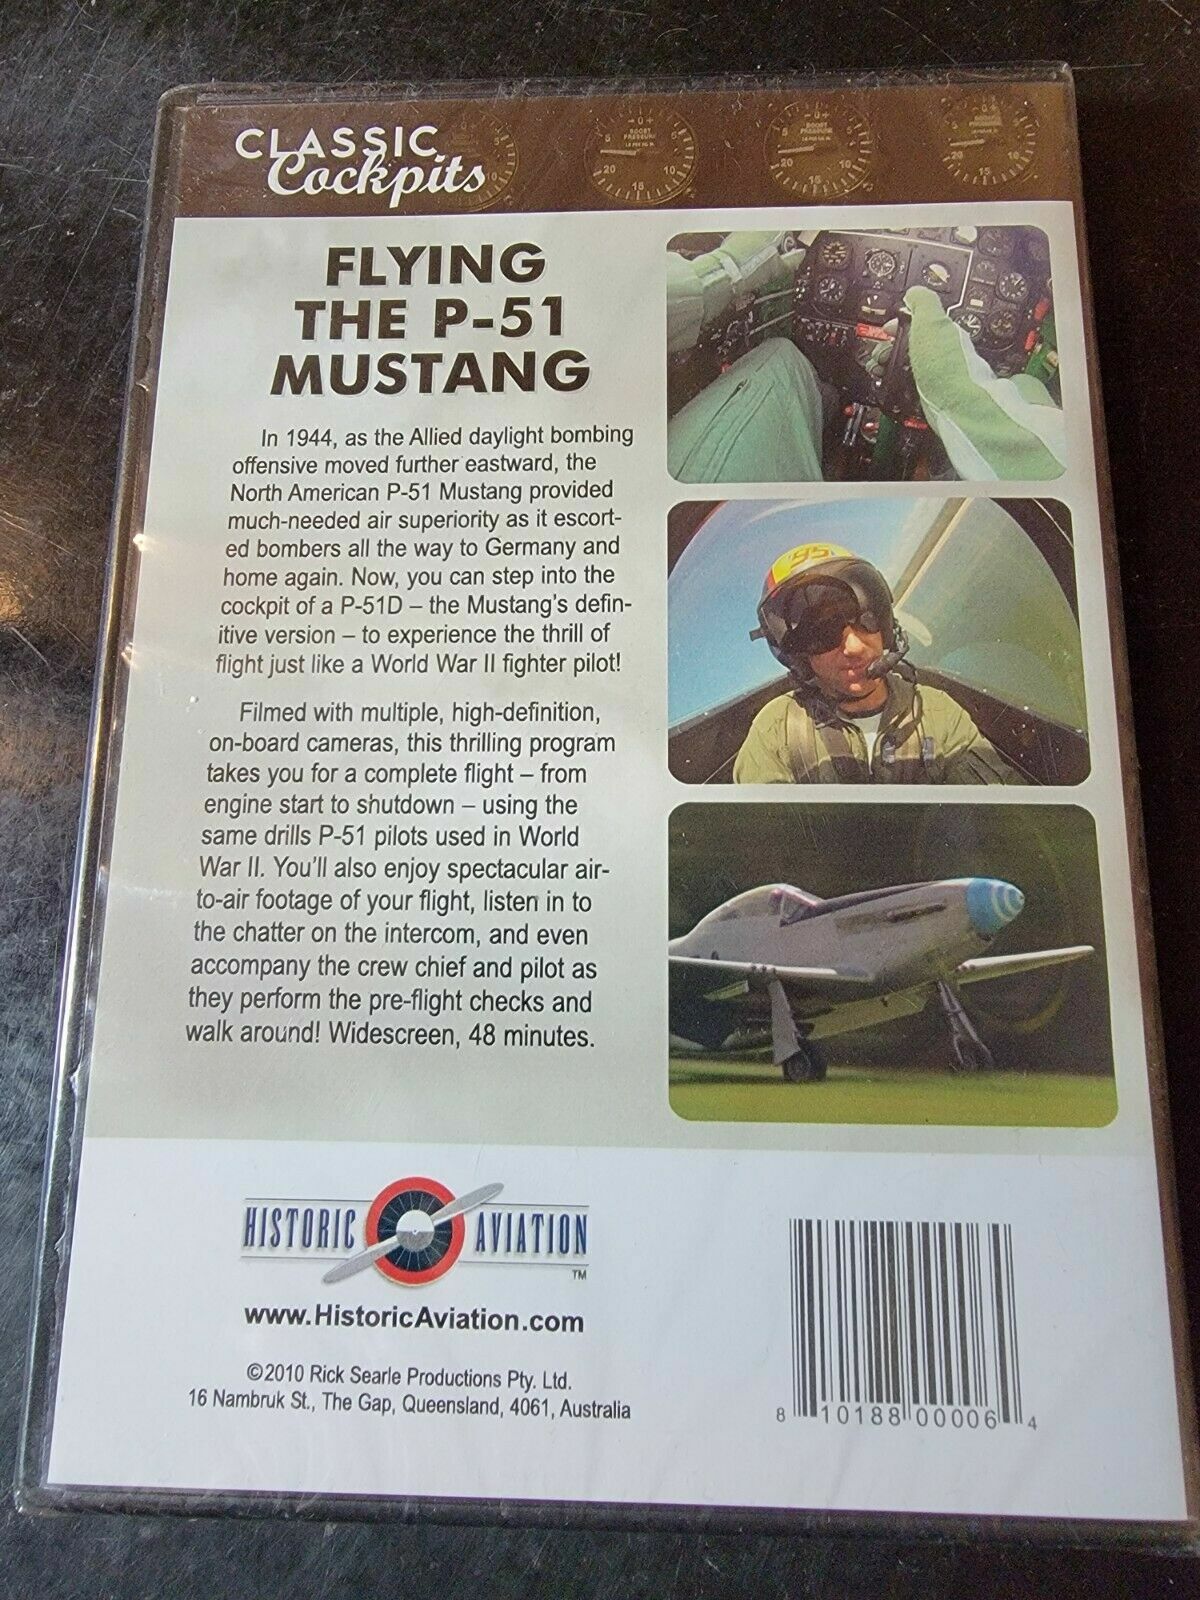 CLASSIC
Cockpits
FLYING
THE P-51
MUSTANG
In 1944, as the Allied daylight bombing
offensive moved further eastward, the
North American P-51 Mustang provided
much-needed air superiority as it escort-
ed bombers all the way to Germany and
home again. Now, you can step into the
cockpit of a P-51D – the Mustang's defin-
itive version – to experience the thrill of
flight just like a World War II fighter pilot!
Filmed with multiple, high-definition,
on-board cameras, this thrilling program
takes you for a complete flight – from
engine start to shutdown – using the
same drills P-51 pilots used in World
War II. You'll also enjoy spectacular air-
to-air footage of your flight, listen in to
the chatter on the intercom, and even
accompany the crew chief and pilot as
they perform the pre-flight checks and
walk around! Widescreen, 48 minutes.
HISTORIC AVIATION
TM
www.HistoricAviation.com
©2010 Rick Searle Productions Pty. Ltd.
16 Nambruk St., The Gap, Queensland, 4061, Australia
8 10188 00006 4